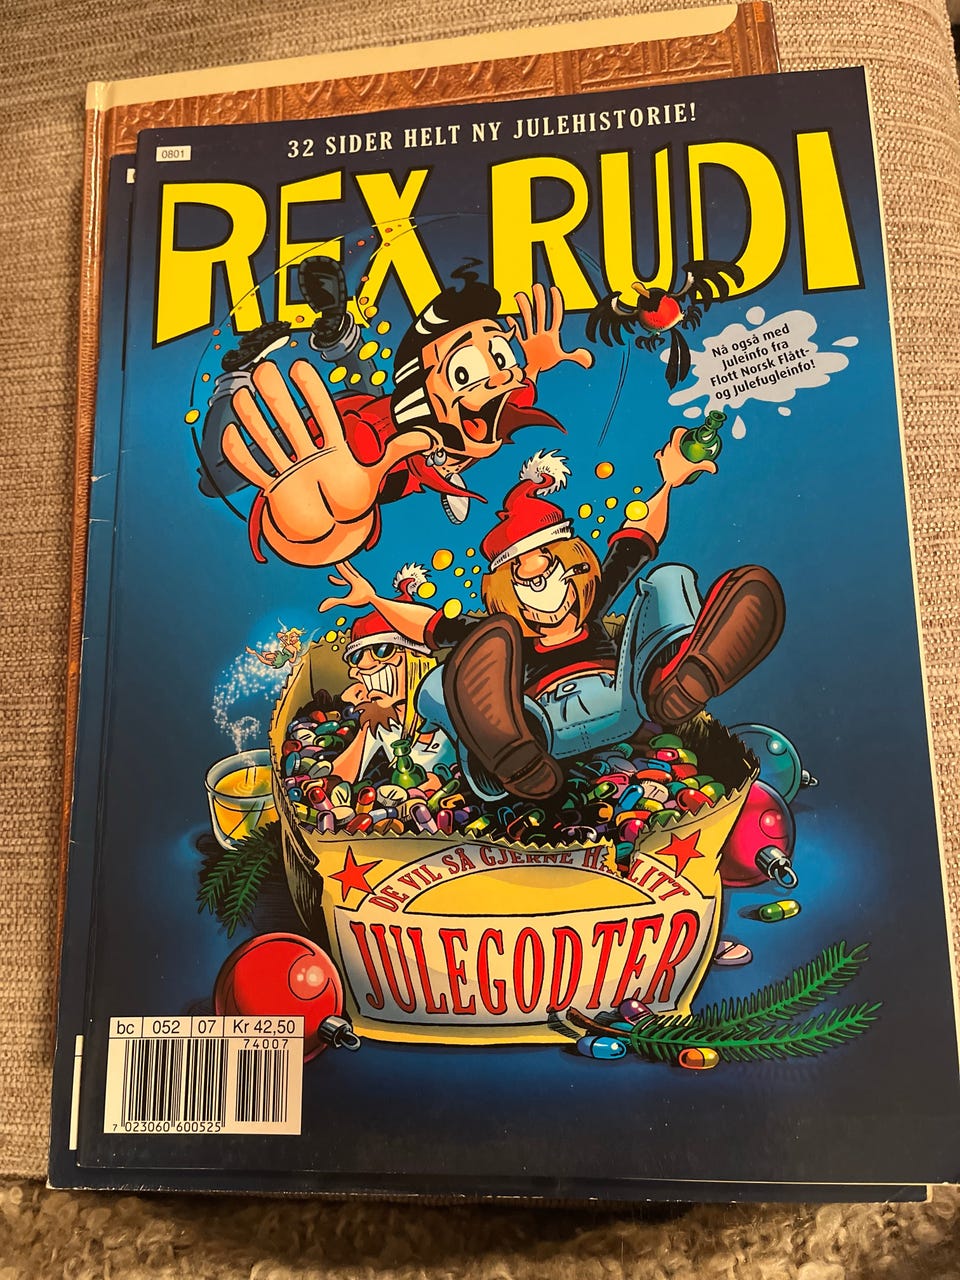 32 SIDER HELT NY JULEHISTORIE!
0801
REX RUDI
Nå også med
Juleinfo fra
Flott Norsk Flått-
og Julefugleinfo!
DE VIL SÅ GJERNE H LITT
JULEGODTER
bc 052 07 Kr 42,50
74007
7 023060 600525